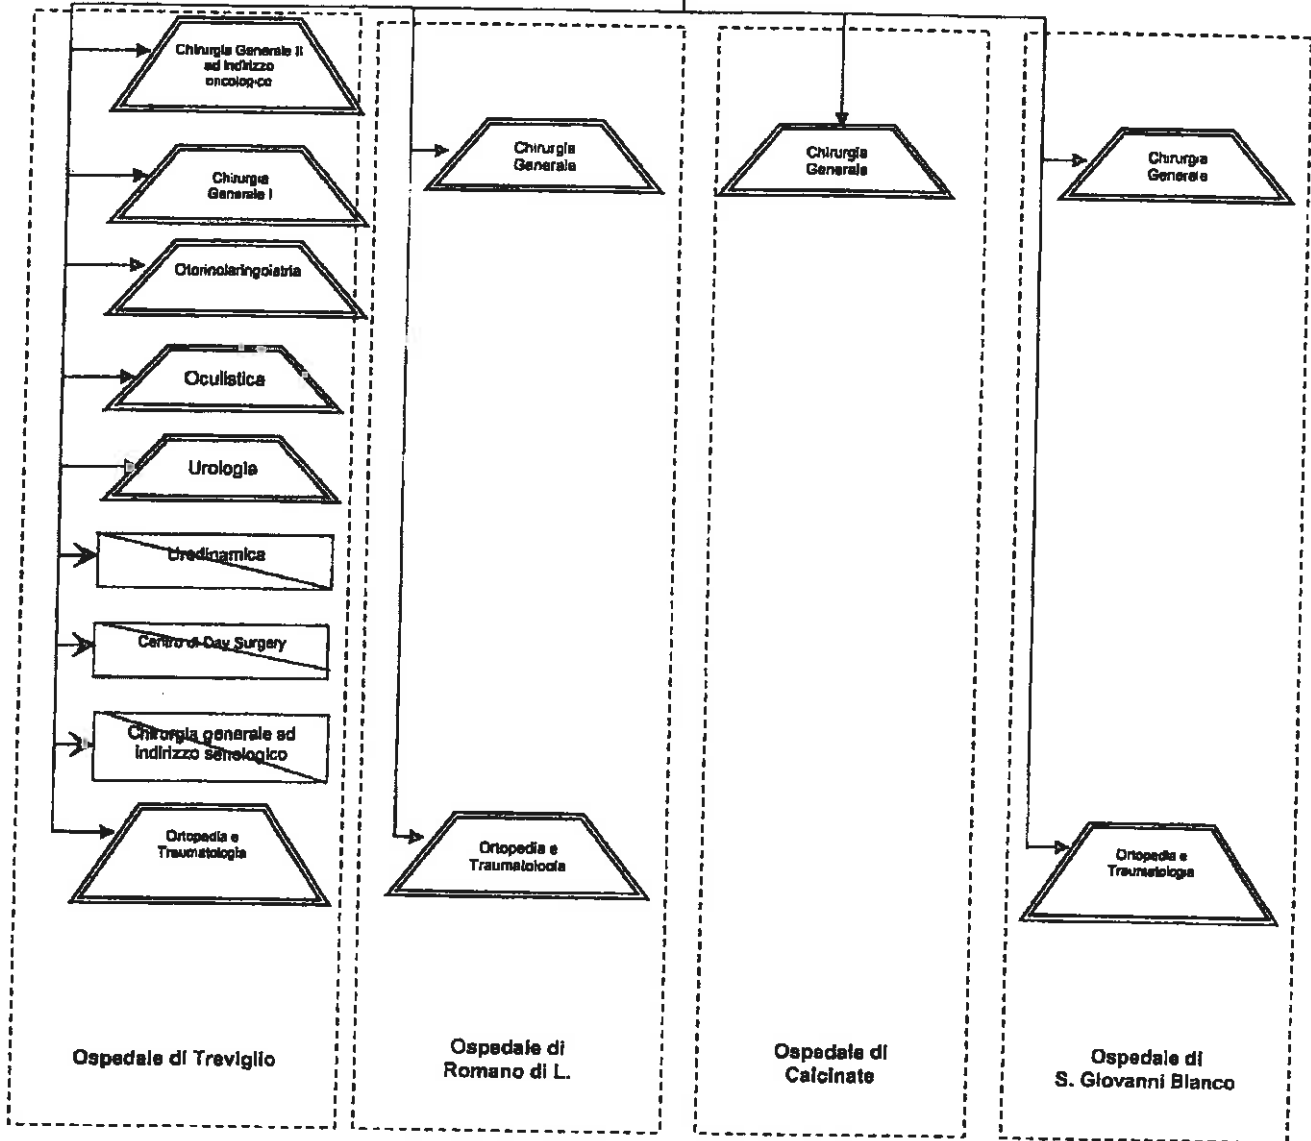 Chirurgia Generale II
ad indirizzo
oncologico
Chirurgia
Generale I
Otorinolaringoiatria
Oculistica
Urologia
Urodinamica
Centro di Day Surgery
Chirurgia generale ad
indirizzo senologico
Ortopedia e
Traumatologia
Ospedale di Treviglio
Chirurgia
Generale
Ortopedia e
Traumatologia
Ospedale di
Romano di L.
Chirurgia
Generale
Ospedale di
Calcinate
Chirurgia
Generale
Ortopedia e
Traumatologia
Ospedale di
S. Giovanni Bianco